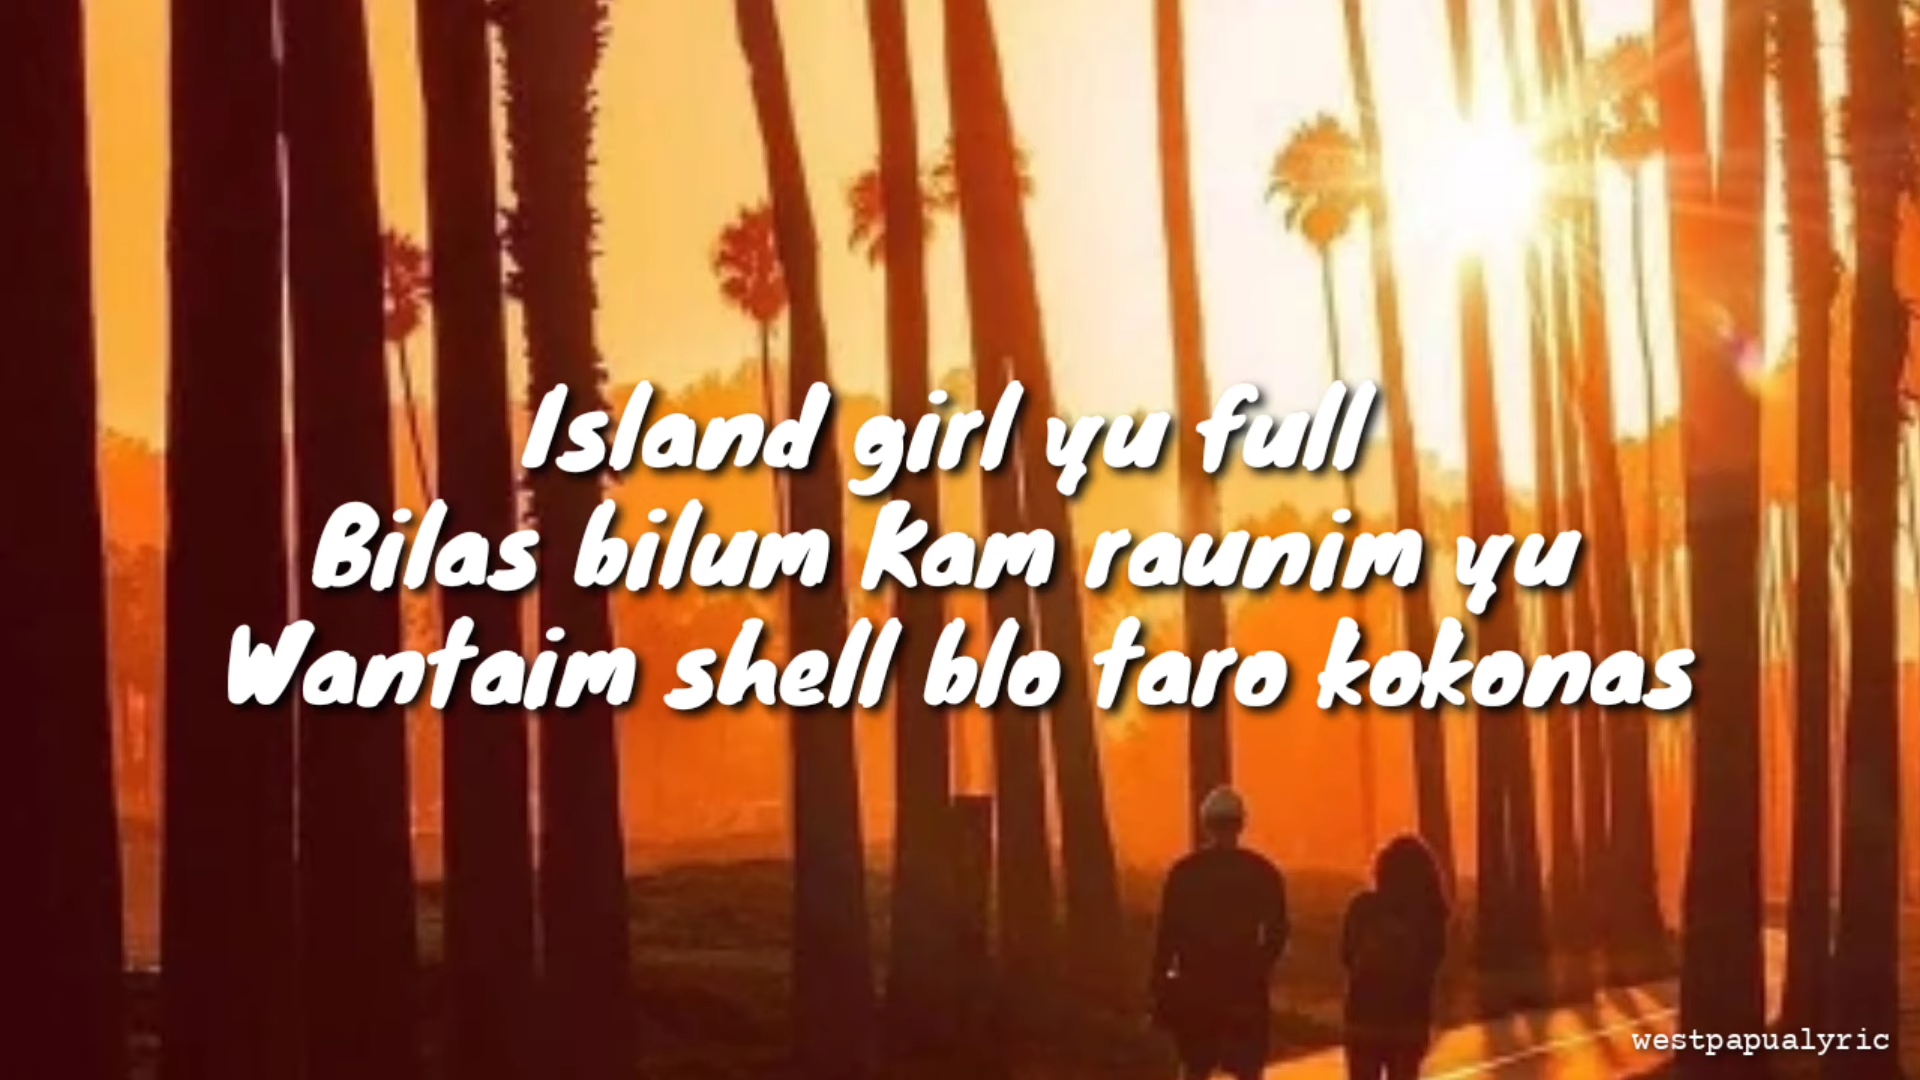 Island girl yu full
Bilas bilum kam raunim yu
Wantaim shell blo taro kokonas
westpapualyric